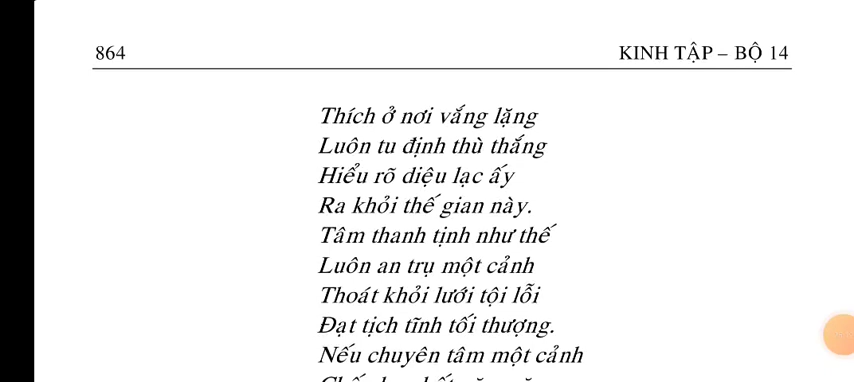 864 KINH TẬP – BỘ 14
Thích ở nơi vắng lặng
Luôn tu định thù thắng
Hiểu rõ diệu lạc ấy
Ra khỏi thế gian này.
Tâm thanh tịnh như thế
Luôn an trụ một cảnh
Thoát khỏi lưới tội lỗi
Đạt tịch tĩnh tối thượng.
Nếu chuyên tâm một cảnh